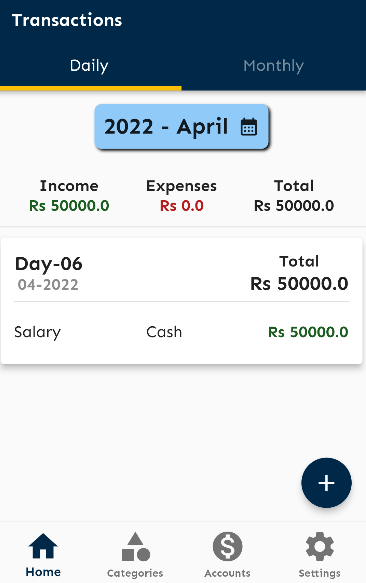 Transactions
Daily Monthly
2022 - April
Income Expenses Total
Rs 50000.0 Rs 0.0 Rs 50000.0
Day-06 Total
04-2022 Rs 50000.0
Salary Cash Rs 50000.0
+
Home Categories Accounts Settings